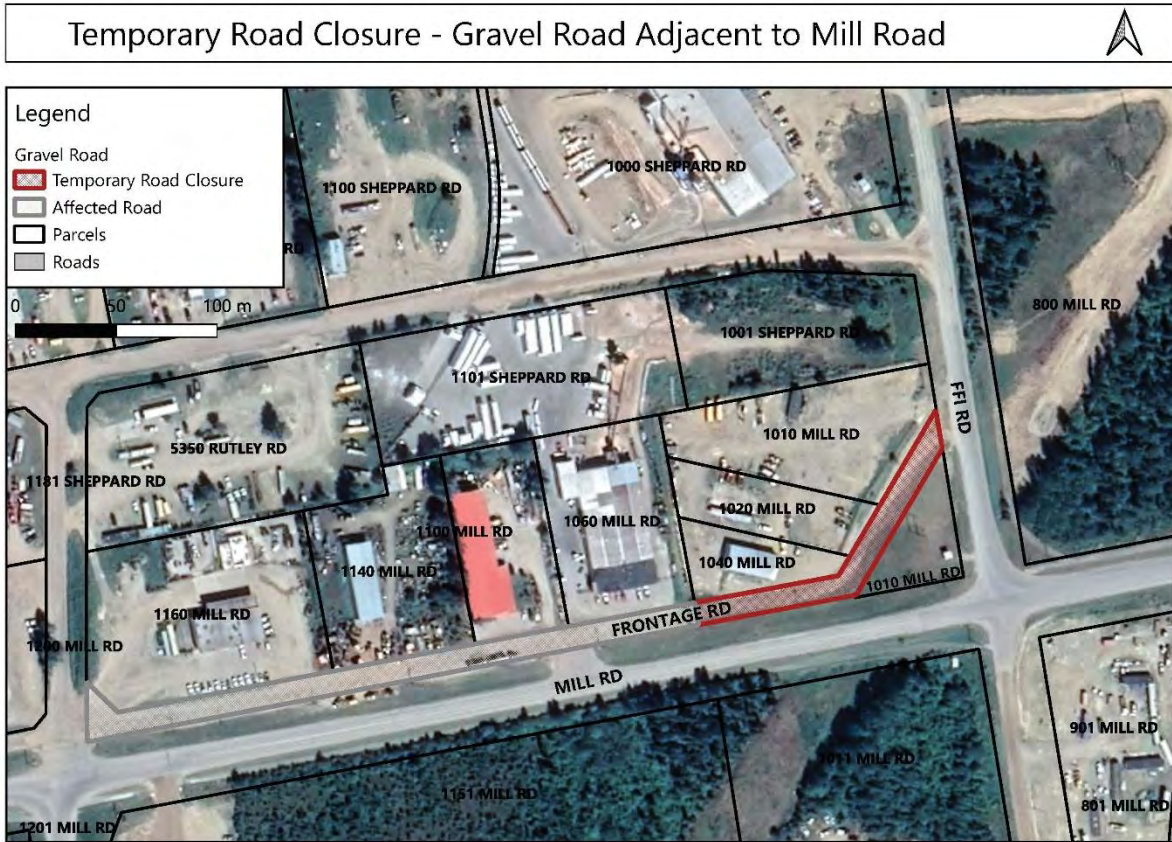 Temporary Road Closure - Gravel Road Adjacent to Mill Road
Legend
Gravel Road
Temporary Road Closure
Affected Road
Parcels
Roads
0 50 100 m
1000 SHEPPARD RD
1100 SHEPPARD RD
RD
800 MILL RD
1001 SHEPPARD RD
1101 SHEPPARD RD
FFI RD
1010 MILL RD
5350 RUTLEY RD
1181 SHEPPARD RD
1020 MILL RD
1060 MILL RD
1100 MILL RD
1040 MILL RD
1140 MILL RD
1010 MILL RD
1160 MILL RD
FRONTAGE RD
1200 MILL RD
MILL RD
901 MILL RD
1011 MILL RD
1151 MILL RD
801 MILL RD
1201 MILL RD